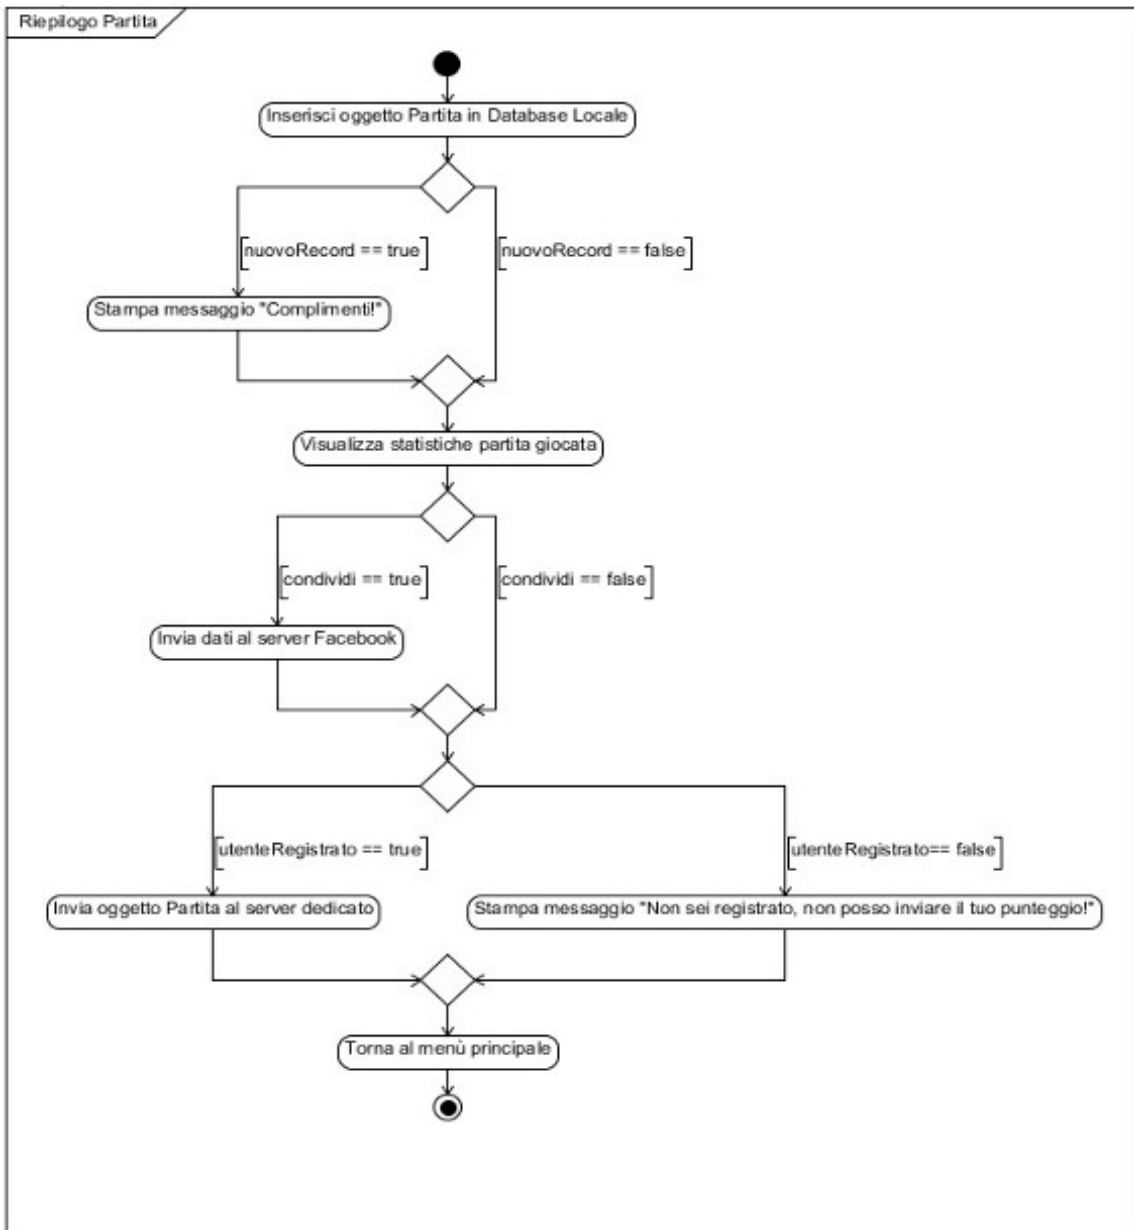 Riepilogo Partita
Inserisci oggetto Partita in Database Locale
[nuovoRecord == true]
[nuovoRecord == false]
Stampa messaggio "Complimenti!"
Visualizza statistiche partita giocata
[condividi == true]
[condividi == false]
Invia dati al server Facebook
[utenteRegistrato == true]
[utenteRegistrato== false]
Invia oggetto Partita al server dedicato
Stampa messaggio "Non sei registrato, non posso inviare il tuo punteggio!"
Torna al menù principale